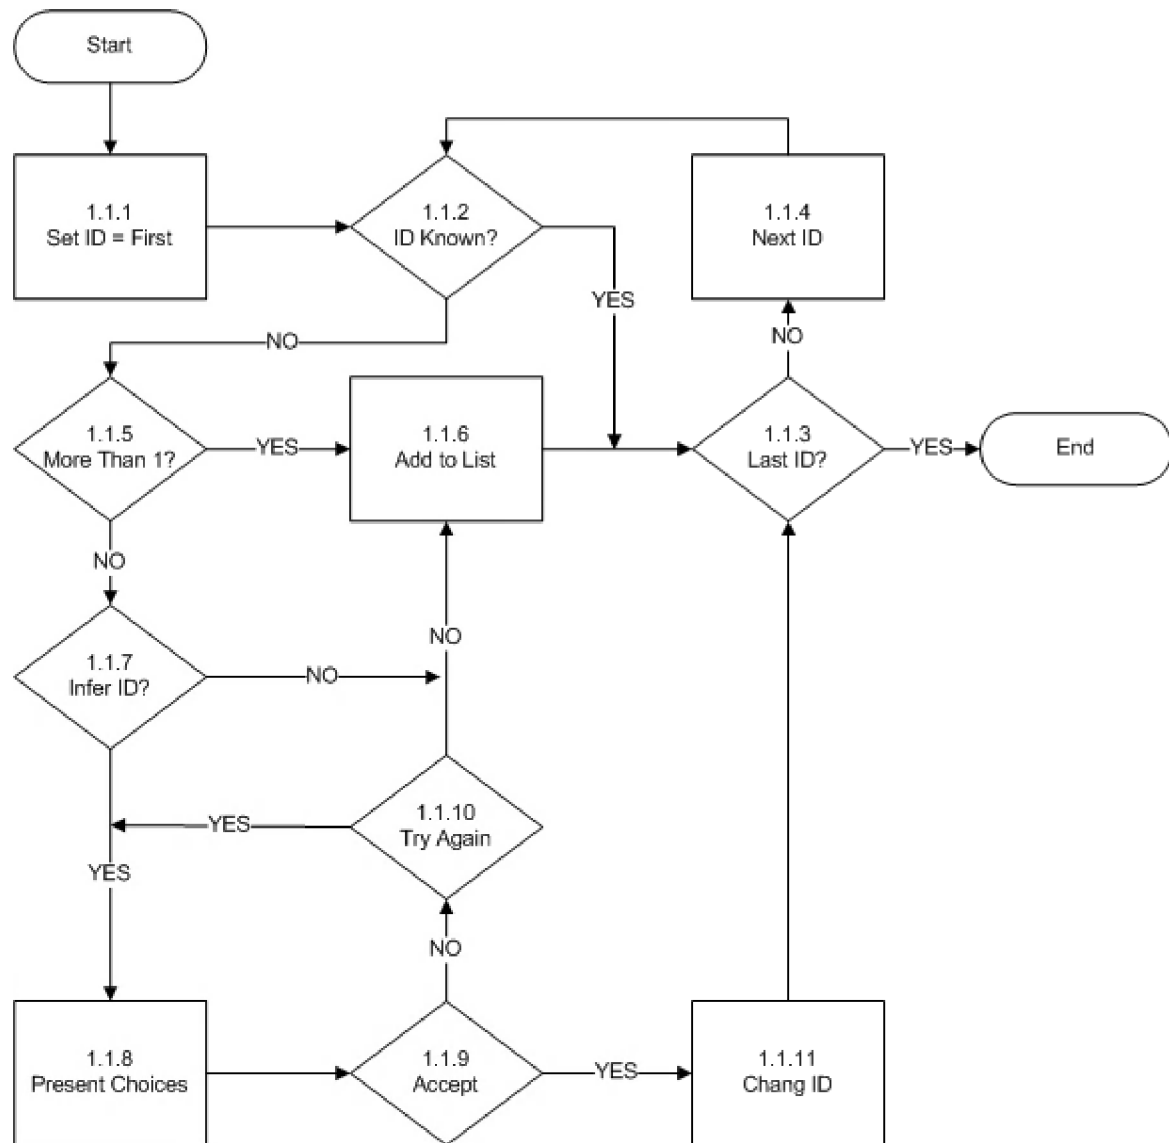 Start
1.1.1
Set ID = First
1.1.2
ID Known?
1.1.4
Next ID
YES
NO
NO
1.1.5
More Than 1?
YES
1.1.6
Add to List
1.1.3
Last ID?
YES
End
NO
1.1.7
Infer ID?
NO
NO
1.1.10
Try Again
YES
YES
NO
1.1.8
Present Choices
1.1.9
Accept
YES
1.1.11
Chang ID